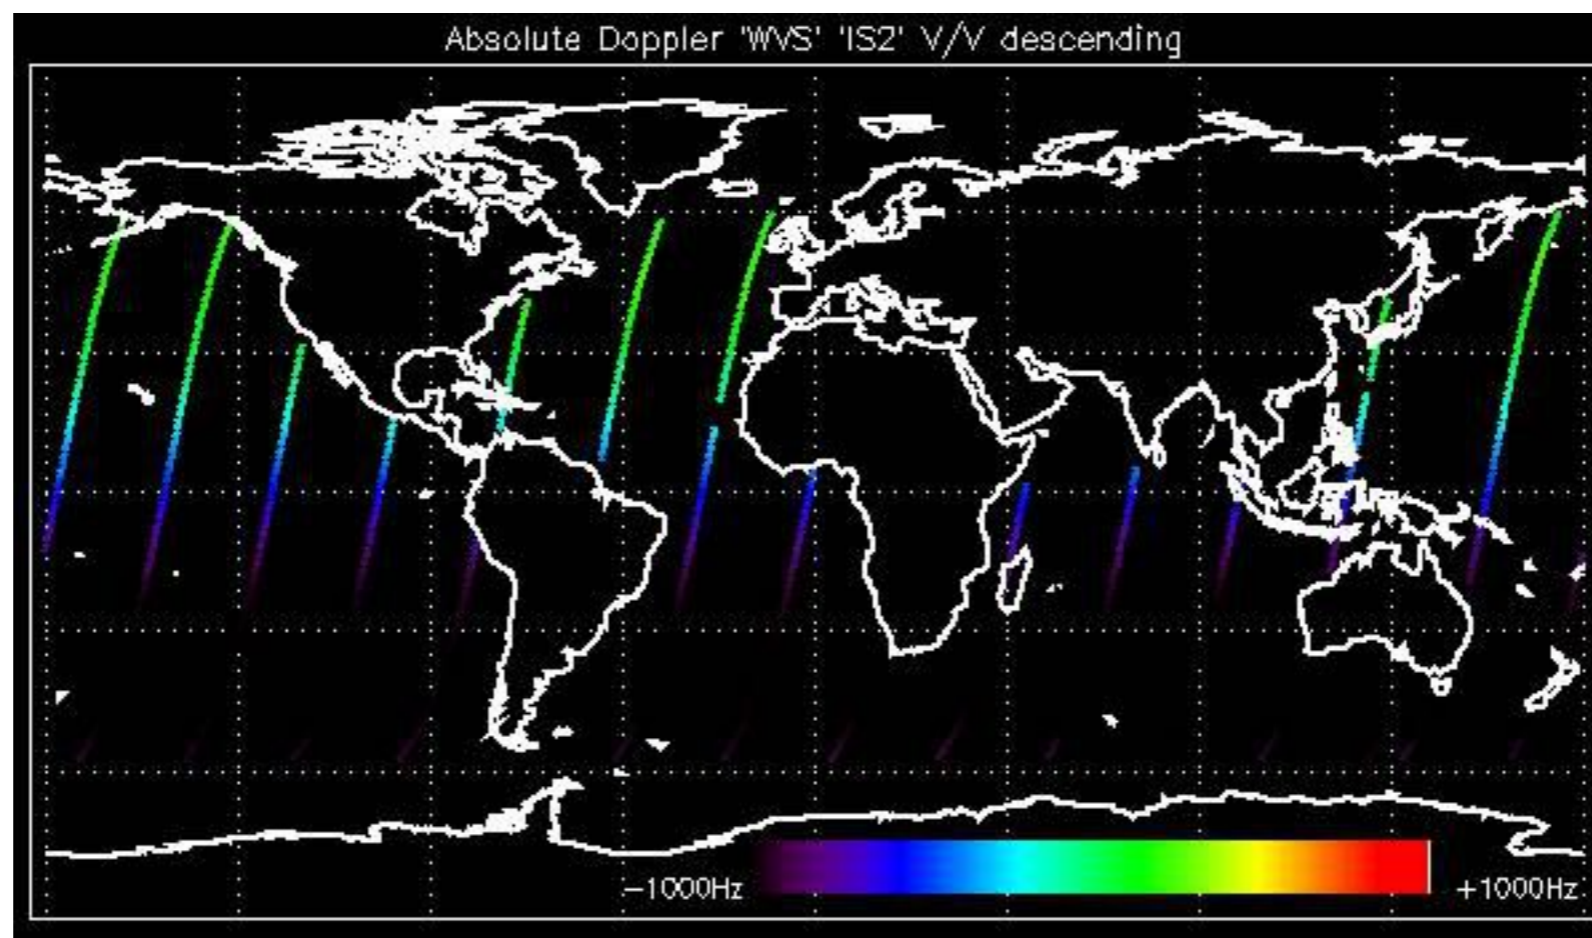 Absolute Doppler 'WVS' 'IS2' V/V descending
−1000Hz +1000Hz